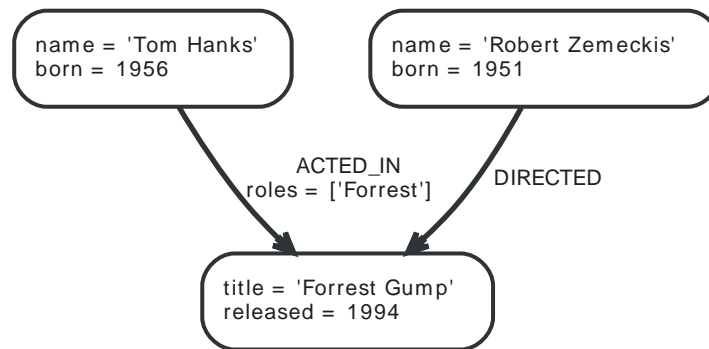 name = 'Tom Hanks'
born = 1956
name = 'Robert Zemeckis'
born = 1951
ACTED_IN
roles = ['Forrest']
DIRECTED
title = 'Forrest Gump'
released = 1994